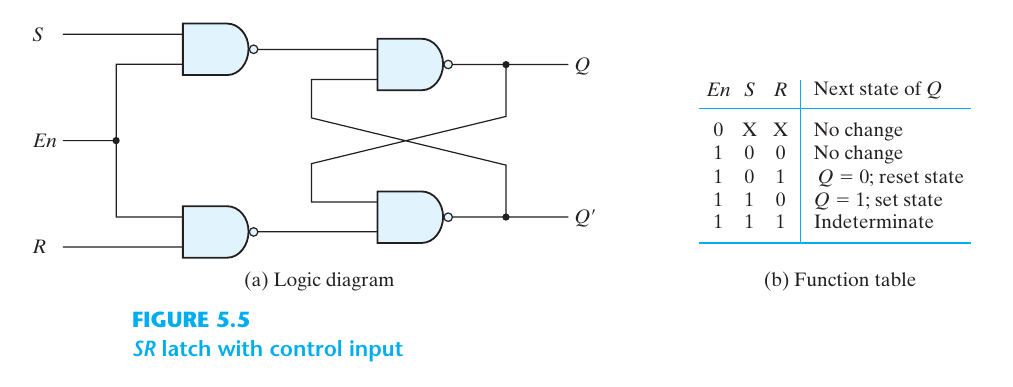 S
Q
En
R
Q′
(a) Logic diagram
En S R Next state of Q
0 X X No change
1 0 0 No change
1 0 1 Q = 0; reset state
1 1 0 Q = 1; set state
1 1 1 Indeterminate
(b) Function table
FIGURE 5.5
SR latch with control input